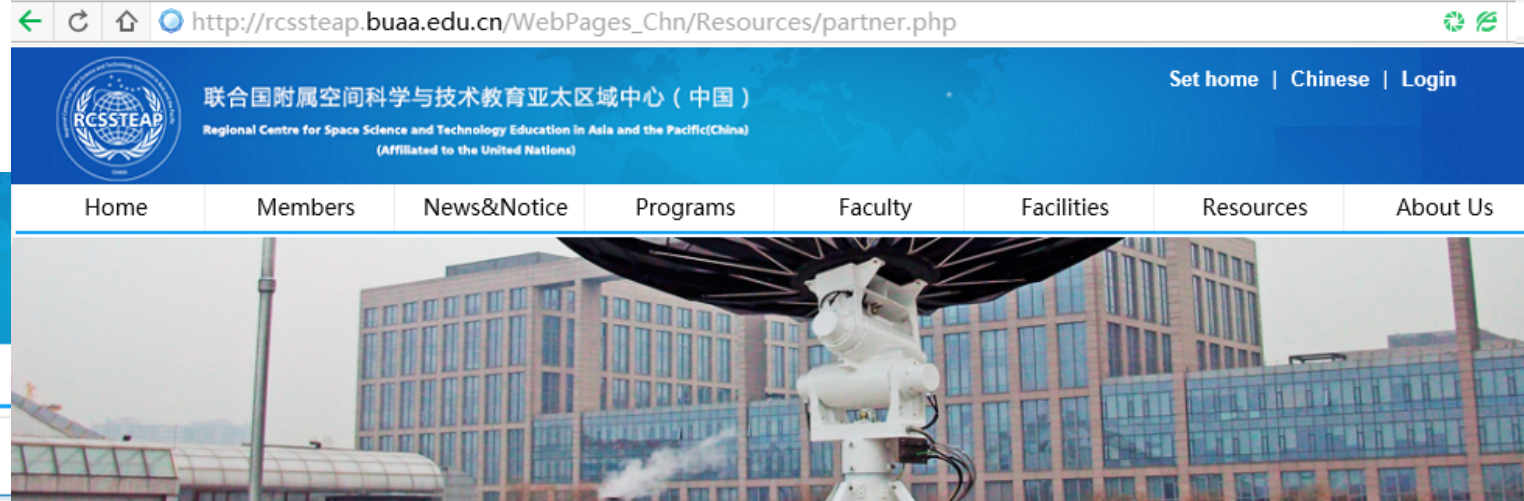 http://rcssteap.buaa.edu.cn/WebPages_Chn/Resources/partner.php
Set home | Chinese | Login
联合国附属空间科学与技术教育亚太区域中心（中国）
Regional Centre for Space Science and Technology Education in Asia and the Pacific(China)
(Affiliated to the United Nations)
RCSSTEAP
CHINA
Home Members News&Notice Programs Faculty Facilities Resources About Us